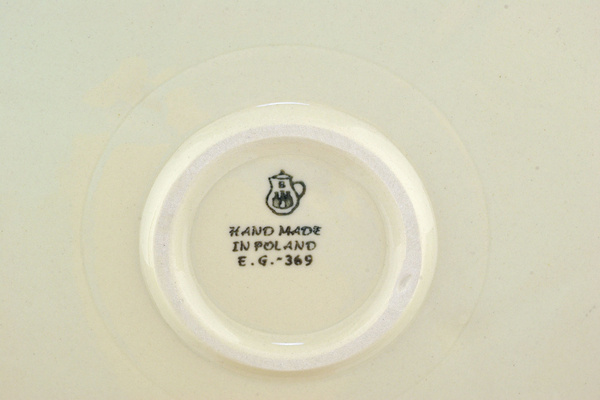 B
HAND MADE
IN POLAND
E.G.-369